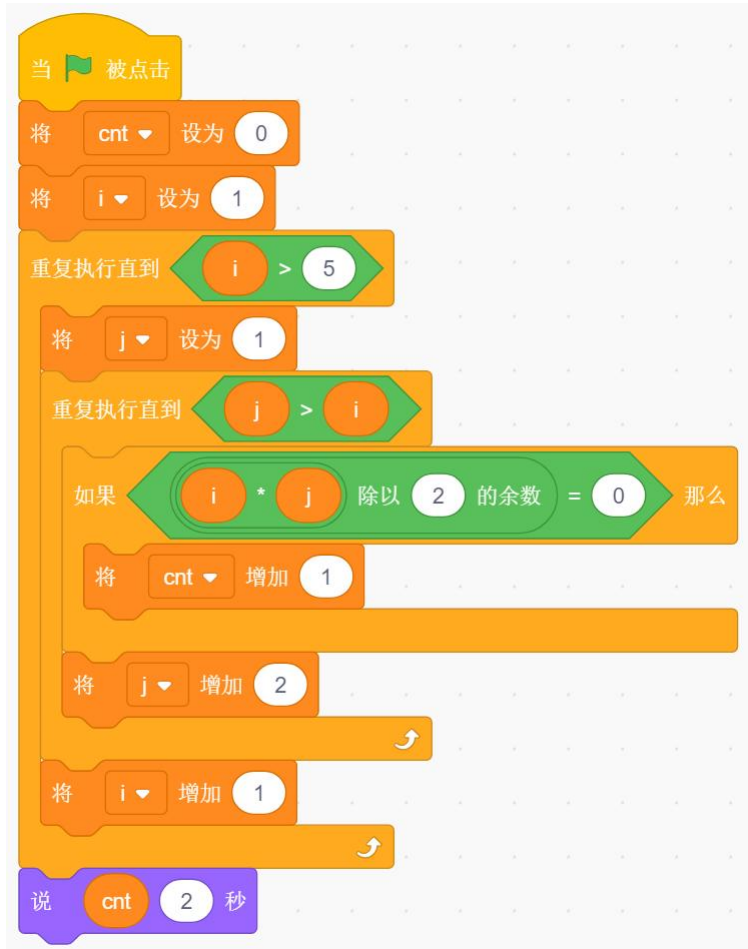 当 被点击
将 cnt 设为 0
将 i 设为 1
重复执行直到 i > 5
将 j 设为 1
重复执行直到 j > i
如果 i * j 除以 2 的余数 = 0 那么
将 cnt 增加 1
将 j 增加 2
将 i 增加 1
说 cnt 2 秒